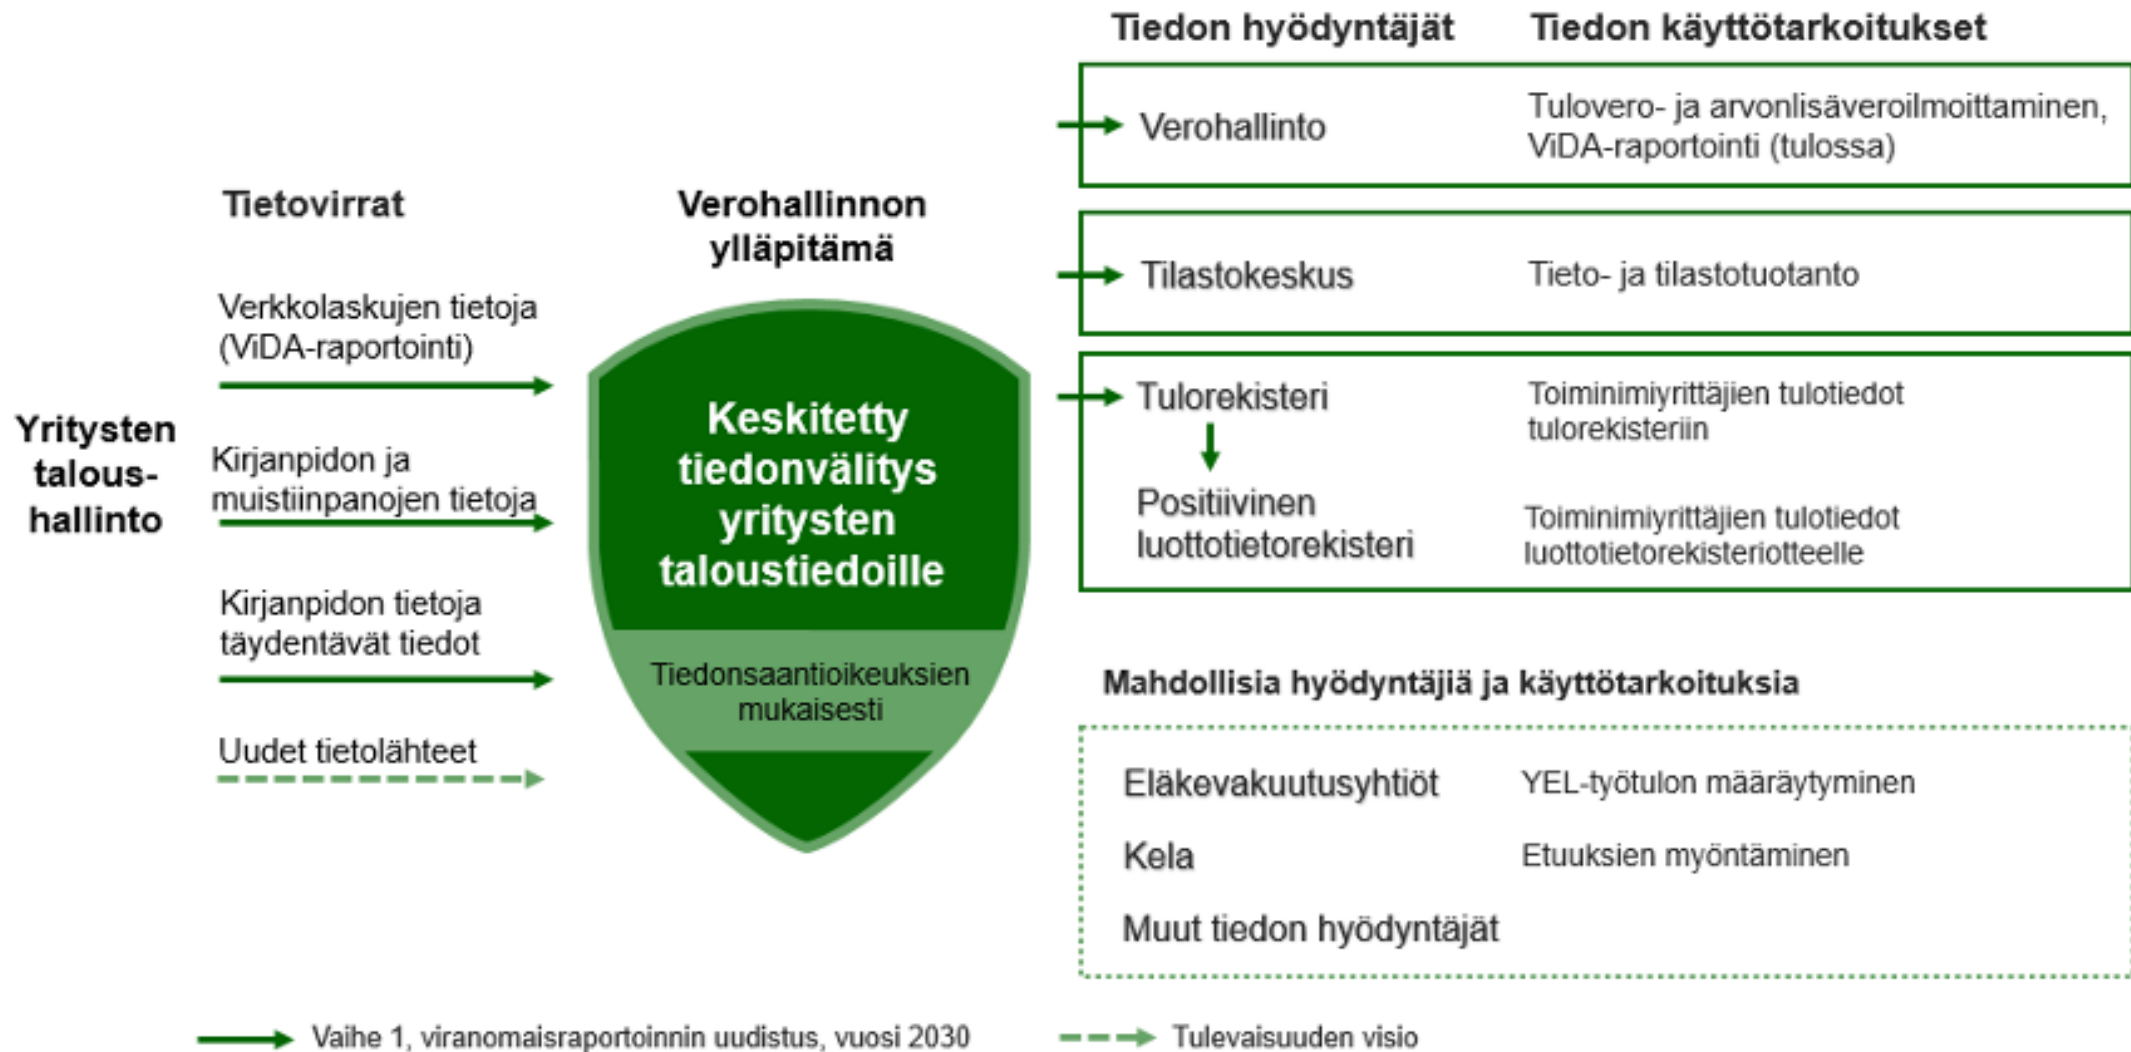 Yritysten
talous-
hallinto
Tietovirrat
Verkkolaskujen tietoja
(ViDA-raportointi)
Kirjanpidon ja
muistiinpanojen tietoja
Kirjanpidon tietoja
täydentävät tiedot
Uudet tietolähteet
Verohallinnon
ylläpitämä
Keskitetty
tiedonvälitys
yritysten
taloustiedoille
Tiedonsaantioikeuksien
mukaisesti
Tiedon hyödyntäjät
Tiedon käyttötarkoitukset
Verohallinto
Tulovero- ja arvonlisäveroilmoittaminen,
ViDA-raportointi (tulossa)
Tilastokeskus
Tieto- ja tilastotuotanto
Tulorekisteri
Toiminimiyrittäjien tulotiedot
tulorekisteriin
Positiivinen
luottotietorekisteri
Toiminimiyrittäjien tulotiedot
luottotietorekisteriotteelle
Mahdollisia hyödyntäjiä ja käyttötarkoituksia
Eläkevakuutusyhtiöt
YEL-työtulon määräytyminen
Kela
Etuuksien myöntäminen
Muut tiedon hyödyntäjät
Vaihe 1, viranomaisraportoinnin uudistus, vuosi 2030
Tulevaisuuden visio